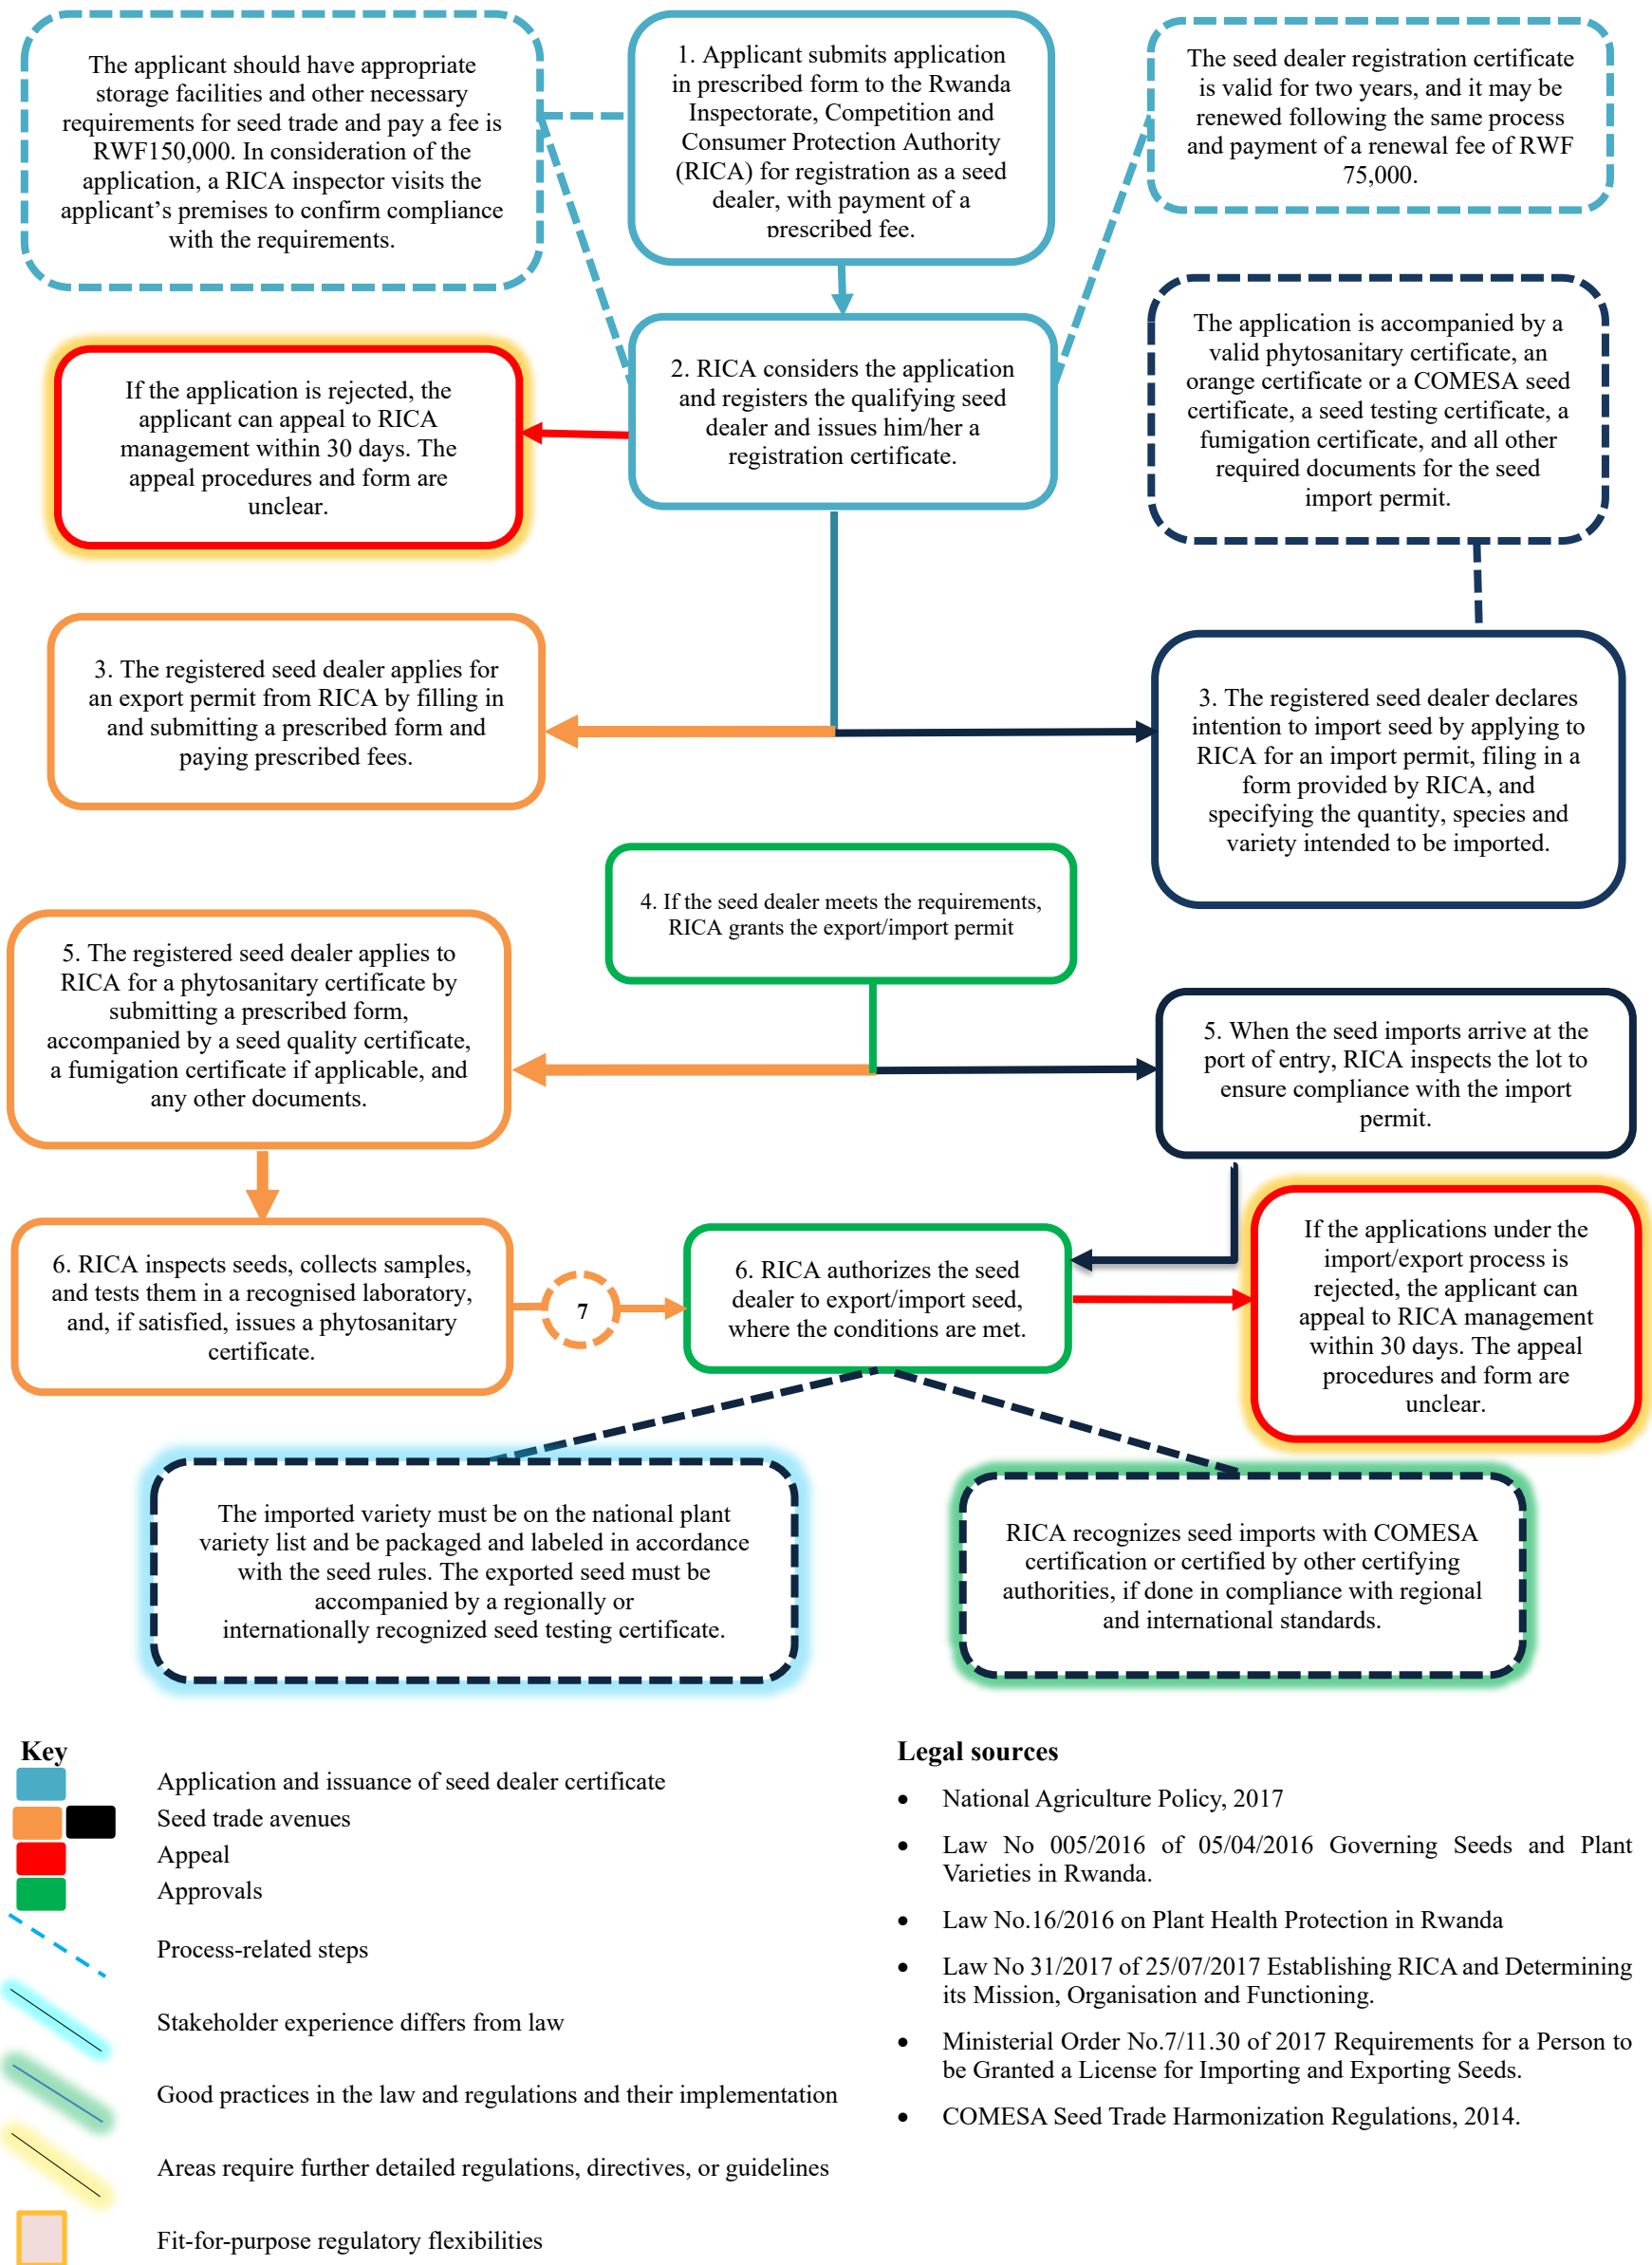 The applicant should have appropriate
storage facilities and other necessary
requirements for seed trade and pay a fee is
RWF150,000. In consideration of the
application, a RICA inspector visits the
applicant’s premises to confirm compliance
with the requirements.
1. Applicant submits application
in prescribed form to the Rwanda
Inspectorate, Competition and
Consumer Protection Authority
(RICA) for registration as a seed
dealer, with payment of a
prescribed fee.
The seed dealer registration certificate
is valid for two years, and it may be
renewed following the same process
and payment of a renewal fee of RWF
75,000.
If the application is rejected, the
applicant can appeal to RICA
management within 30 days. The
appeal procedures and form are
unclear.
2. RICA considers the application
and registers the qualifying seed
dealer and issues him/her a
registration certificate.
The application is accompanied by a
valid phytosanitary certificate, an
orange certificate or a COMESA seed
certificate, a seed testing certificate, a
fumigation certificate, and all other
required documents for the seed
import permit.
3. The registered seed dealer applies for
an export permit from RICA by filling in
and submitting a prescribed form and
paying prescribed fees.
3. The registered seed dealer declares
intention to import seed by applying to
RICA for an import permit, filing in a
form provided by RICA, and
specifying the quantity, species and
variety intended to be imported.
4. If the seed dealer meets the requirements,
RICA grants the export/import permit
5. The registered seed dealer applies to
RICA for a phytosanitary certificate by
submitting a prescribed form,
accompanied by a seed quality certificate,
a fumigation certificate if applicable, and
any other documents.
5. When the seed imports arrive at the
port of entry, RICA inspects the lot to
ensure compliance with the import
permit.
6. RICA inspects seeds, collects samples,
and tests them in a recognised laboratory,
and, if satisfied, issues a phytosanitary
certificate.
7
6. RICA authorizes the seed
dealer to export/import seed,
where the conditions are met.
If the applications under the
import/export process is
rejected, the applicant can
appeal to RICA management
within 30 days. The appeal
procedures and form are
unclear.
The imported variety must be on the national plant
variety list and be packaged and labeled in accordance
with the seed rules. The exported seed must be
accompanied by a regionally or
internationally recognized seed testing certificate.
RICA recognizes seed imports with COMESA
certification or certified by other certifying
authorities, if done in compliance with regional
and international standards.
Key
Application and issuance of seed dealer certificate
Seed trade avenues
Appeal
Approvals
Process-related steps
Stakeholder experience differs from law
Good practices in the law and regulations and their implementation
Areas require further detailed regulations, directives, or guidelines
Fit-for-purpose regulatory flexibilities
Legal sources
• National Agriculture Policy, 2017
• Law No 005/2016 of 05/04/2016 Governing Seeds and Plant
Varieties in Rwanda.
• Law No.16/2016 on Plant Health Protection in Rwanda
• Law No 31/2017 of 25/07/2017 Establishing RICA and Determining
its Mission, Organisation and Functioning.
• Ministerial Order No.7/11.30 of 2017 Requirements for a Person to
be Granted a License for Importing and Exporting Seeds.
• COMESA Seed Trade Harmonization Regulations, 2014.